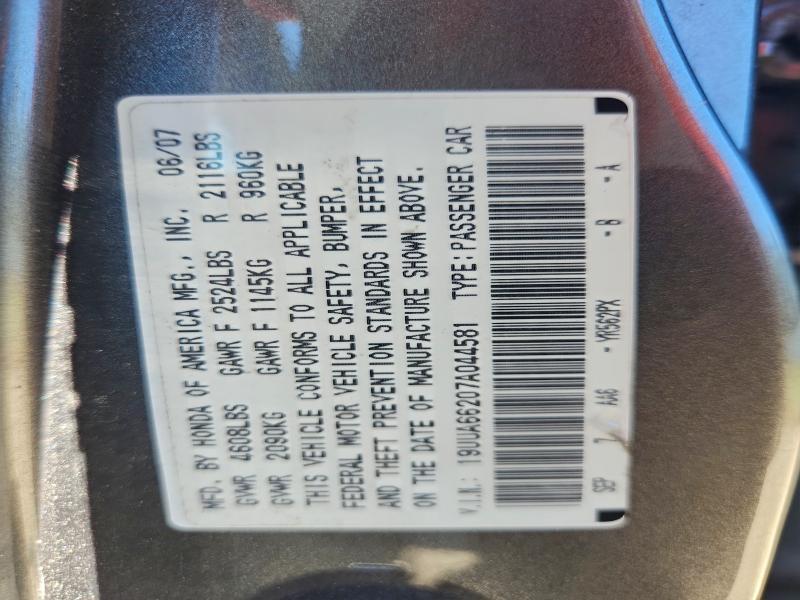 MFD. BY HONDA OF AMERICA MFG., INC. 06/07
GVWR 4608LBS GAWR F 2524LBS R 2116LBS
GVWR 2090KG GAWR F 1145KG R 960KG
THIS VEHICLE CONFORMS TO ALL APPLICABLE
FEDERAL MOTOR VEHICLE SAFETY, BUMPER,
AND THEFT PREVENTION STANDARDS IN EFFECT
ON THE DATE OF MANUFACTURE SHOWN ABOVE.
V.I.N.: 19UUA66207A044581 TYPE:PASSENGER CAR
SEP 7 AA6 *YR562PX *B *A